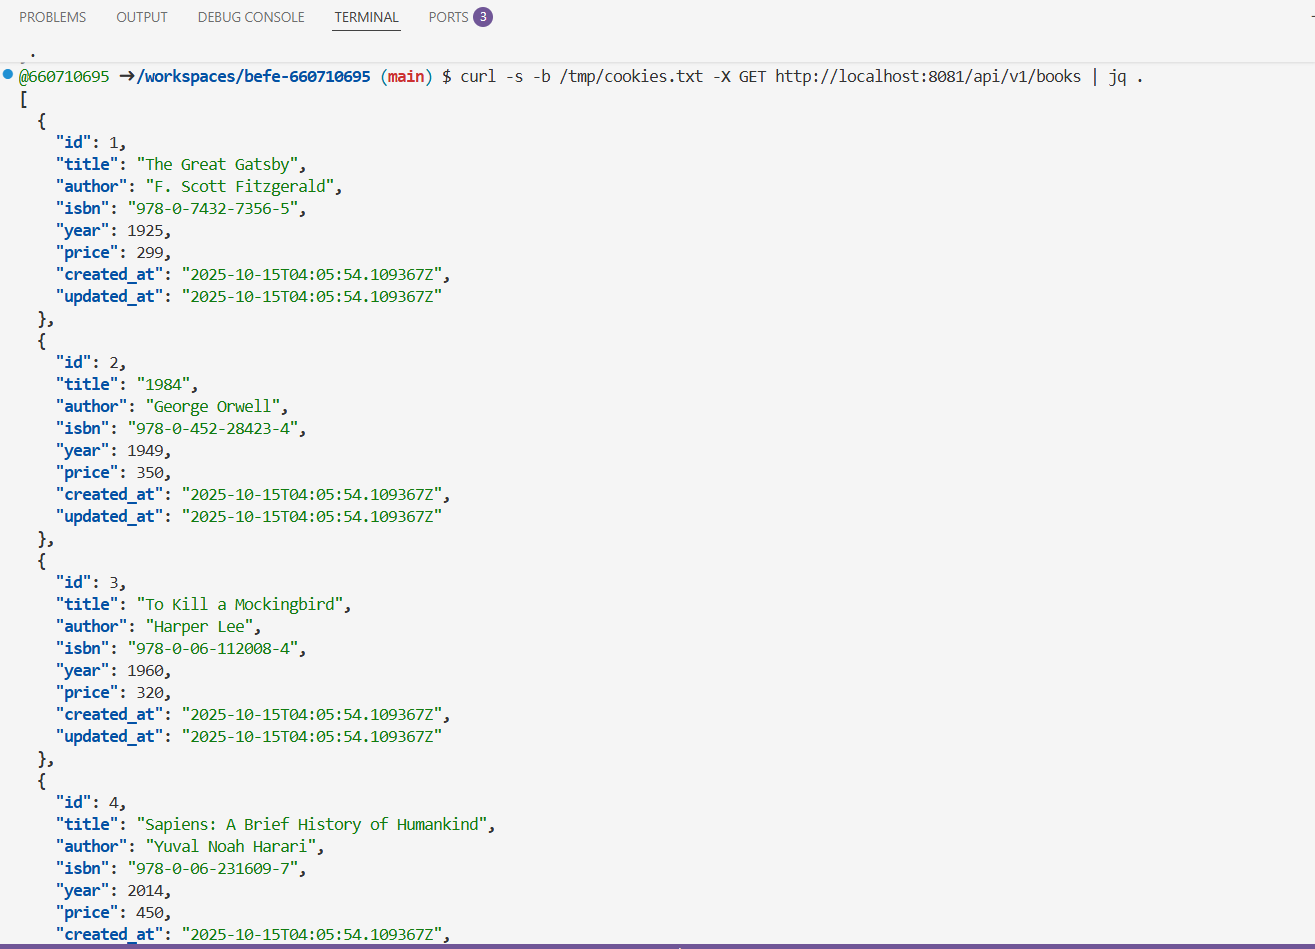 PROBLEMS OUTPUT DEBUG CONSOLE TERMINAL PORTS 3
@660710695 ➜/workspaces/befe-660710695 (main) $ curl -s -b /tmp/cookies.txt -X GET http://localhost:8081/api/v1/books | jq .
[
  {
    "id": 1,
    "title": "The Great Gatsby",
    "author": "F. Scott Fitzgerald",
    "isbn": "978-0-7432-7356-5",
    "year": 1925,
    "price": 299,
    "created_at": "2025-10-15T04:05:54.109367Z",
    "updated_at": "2025-10-15T04:05:54.109367Z"
  },
  {
    "id": 2,
    "title": "1984",
    "author": "George Orwell",
    "isbn": "978-0-452-28423-4",
    "year": 1949,
    "price": 350,
    "created_at": "2025-10-15T04:05:54.109367Z",
    "updated_at": "2025-10-15T04:05:54.109367Z"
  },
  {
    "id": 3,
    "title": "To Kill a Mockingbird",
    "author": "Harper Lee",
    "isbn": "978-0-06-112008-4",
    "year": 1960,
    "price": 320,
    "created_at": "2025-10-15T04:05:54.109367Z",
    "updated_at": "2025-10-15T04:05:54.109367Z"
  },
  {
    "id": 4,
    "title": "Sapiens: A Brief History of Humankind",
    "author": "Yuval Noah Harari",
    "isbn": "978-0-06-231609-7",
    "year": 2014,
    "price": 450,
    "created_at": "2025-10-15T04:05:54.109367Z",